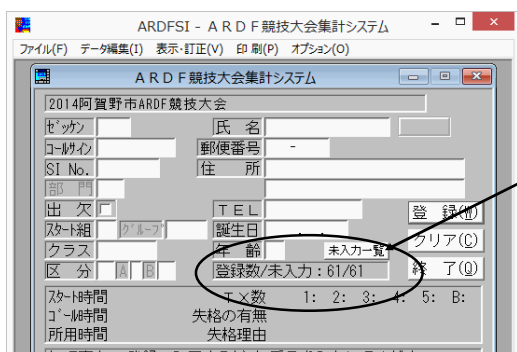 ARDFSI - ＡＲＤＦ競技大会集計システム
ファイル(F) データ編集(I) 表示・訂正(V) 印 刷(P) オプション(O)
ＡＲＤＦ競技大会集計システム
2014阿賀野市ARDF競技大会
ｾﾞｯｹﾝ 氏 名
ｺｰﾙｻｲﾝ 郵便番号 -
SI No. 住 所
部 門
出 欠 ＴＥＬ 登 録(W)
ｽﾀｰﾄ組 ｸﾞﾙｰﾌﾟ 誕生日 . .
クラス 年 齢 未入力一覧 クリア(C)
区 分 A B 登録数/未入力：61/61 終 了(Q)
ｽﾀｰﾄ時間 ＴＸ数 1: 2: 3: 4: 5: B:
ｺﾞｰﾙ時間 失格の有無
所用時間 失格理由